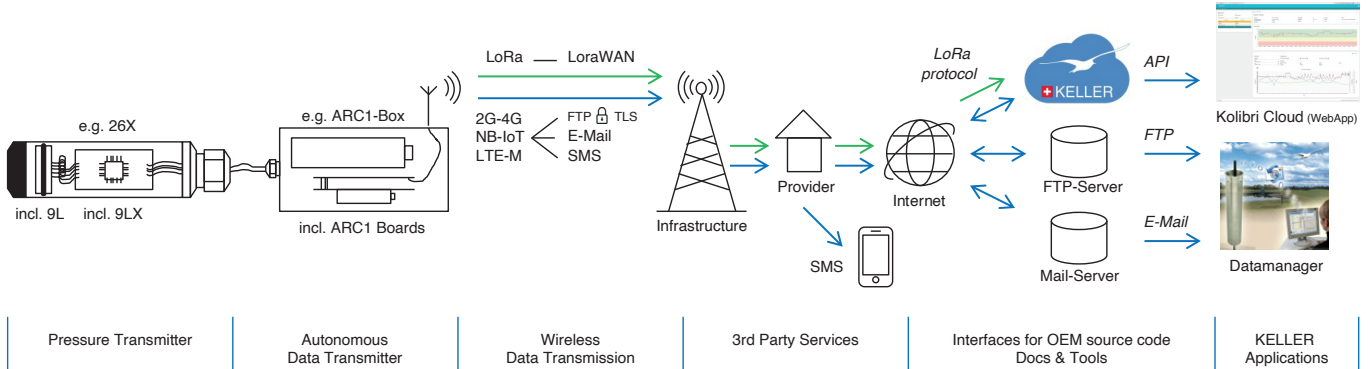 e.g. 26X
incl. 9L
incl. 9LX
e.g. ARC1-Box
incl. ARC1 Boards
LoRa — LoraWAN
2G-4G
NB-IoT
LTE-M
FTP TLS
E-Mail
SMS
Infrastructure
Provider
SMS
Internet
LoRa
protocol
KELLER
FTP-Server
Mail-Server
API
FTP
E-Mail
Kolibri Cloud (WebApp)
Datamanager
Pressure Transmitter
Autonomous
Data Transmitter
Wireless
Data Transmission
3rd Party Services
Interfaces for OEM source code
Docs & Tools
KELLER
Applications